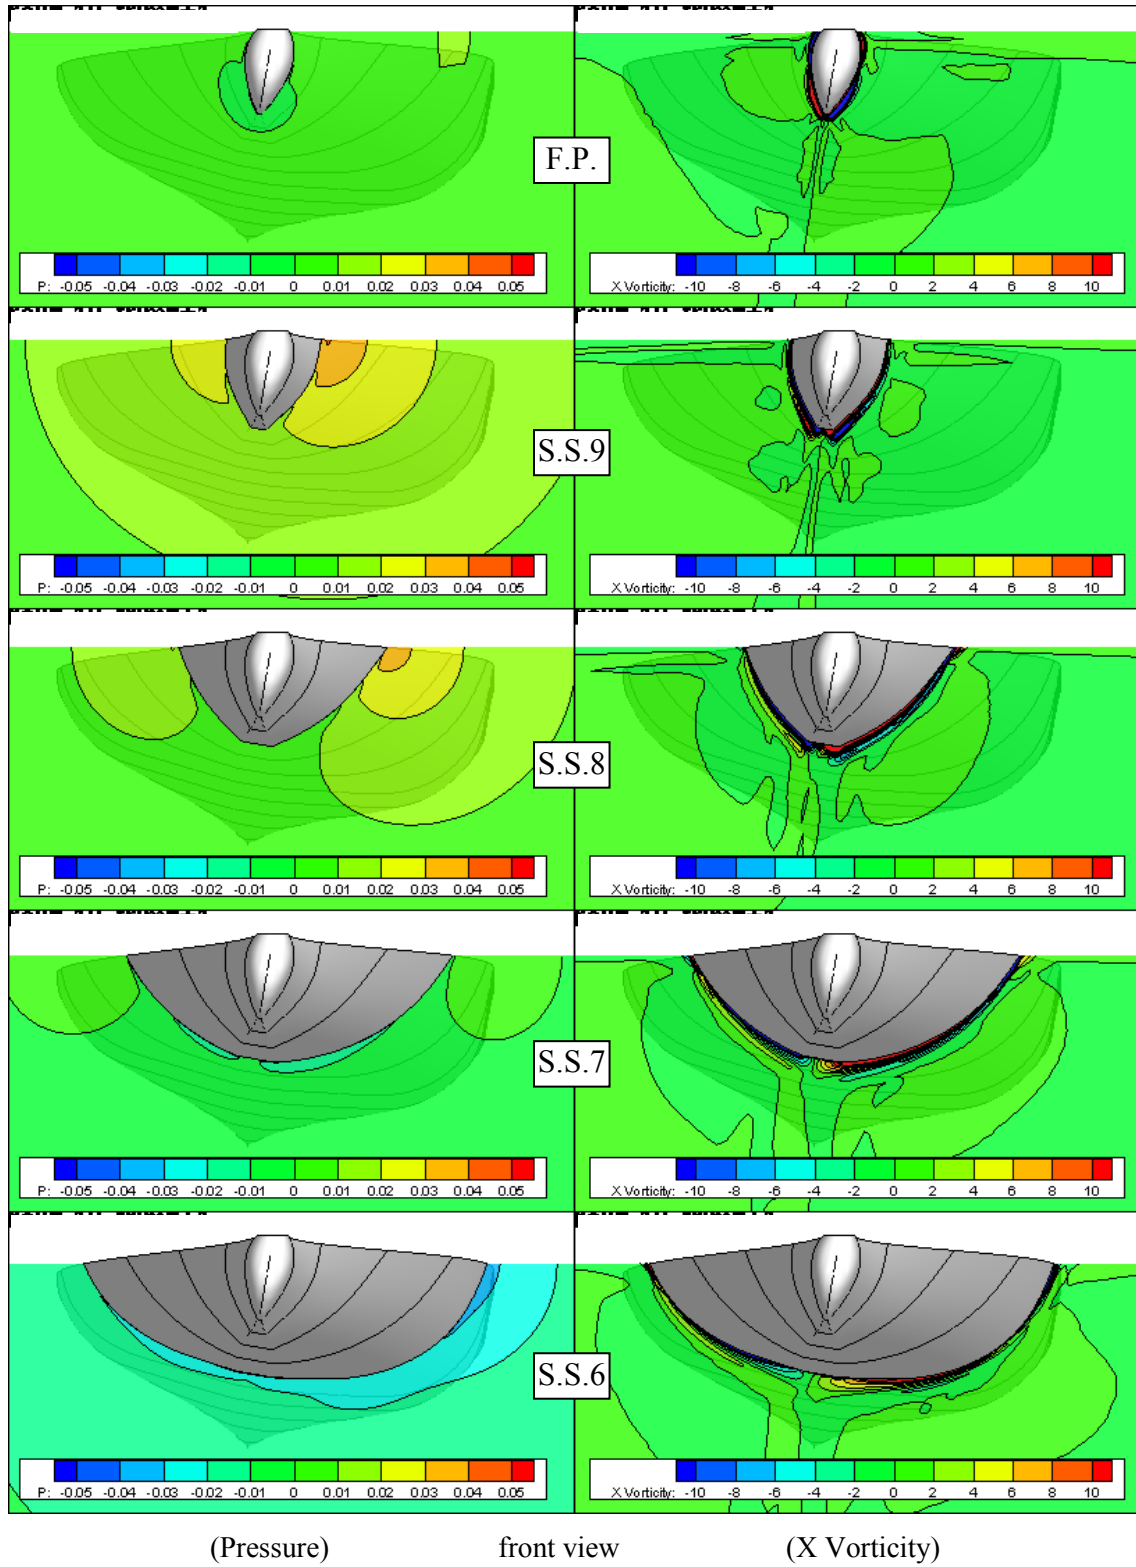 F.P.
P: -0.05 -0.04 -0.03 -0.02 -0.01 0 0.01 0.02 0.03 0.04 0.05
X Vorticity: -10 -8 -6 -4 -2 0 2 4 6 8 10
S.S.9
P: -0.05 -0.04 -0.03 -0.02 -0.01 0 0.01 0.02 0.03 0.04 0.05
X Vorticity: -10 -8 -6 -4 -2 0 2 4 6 8 10
S.S.8
P: -0.05 -0.04 -0.03 -0.02 -0.01 0 0.01 0.02 0.03 0.04 0.05
X Vorticity: -10 -8 -6 -4 -2 0 2 4 6 8 10
S.S.7
P: -0.05 -0.04 -0.03 -0.02 -0.01 0 0.01 0.02 0.03 0.04 0.05
X Vorticity: -10 -8 -6 -4 -2 0 2 4 6 8 10
S.S.6
P: -0.05 -0.04 -0.03 -0.02 -0.01 0 0.01 0.02 0.03 0.04 0.05
X Vorticity: -10 -8 -6 -4 -2 0 2 4 6 8 10
(Pressure) front view (X Vorticity)